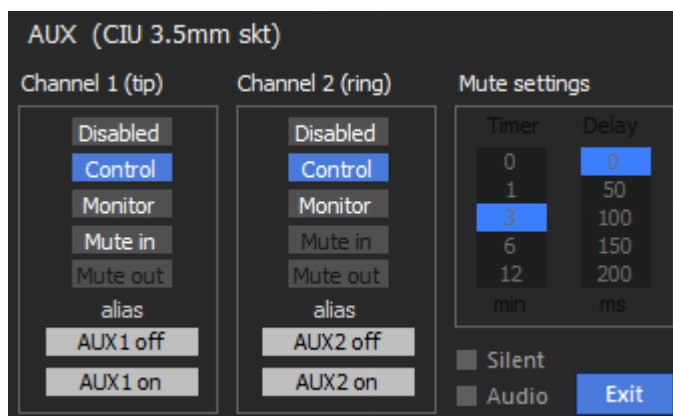 AUX (CIU 3.5mm skt)
Channel 1 (tip)
Disabled
Control
Monitor
Mute in
Mute out
alias
AUX1 off
AUX1 on
Channel 2 (ring)
Disabled
Control
Monitor
Mute in
Mute out
alias
AUX2 off
AUX2 on
Mute settings
Timer Delay
0 0
1 50
3 100
6 150
12 200
min ms
Silent
Audio
Exit